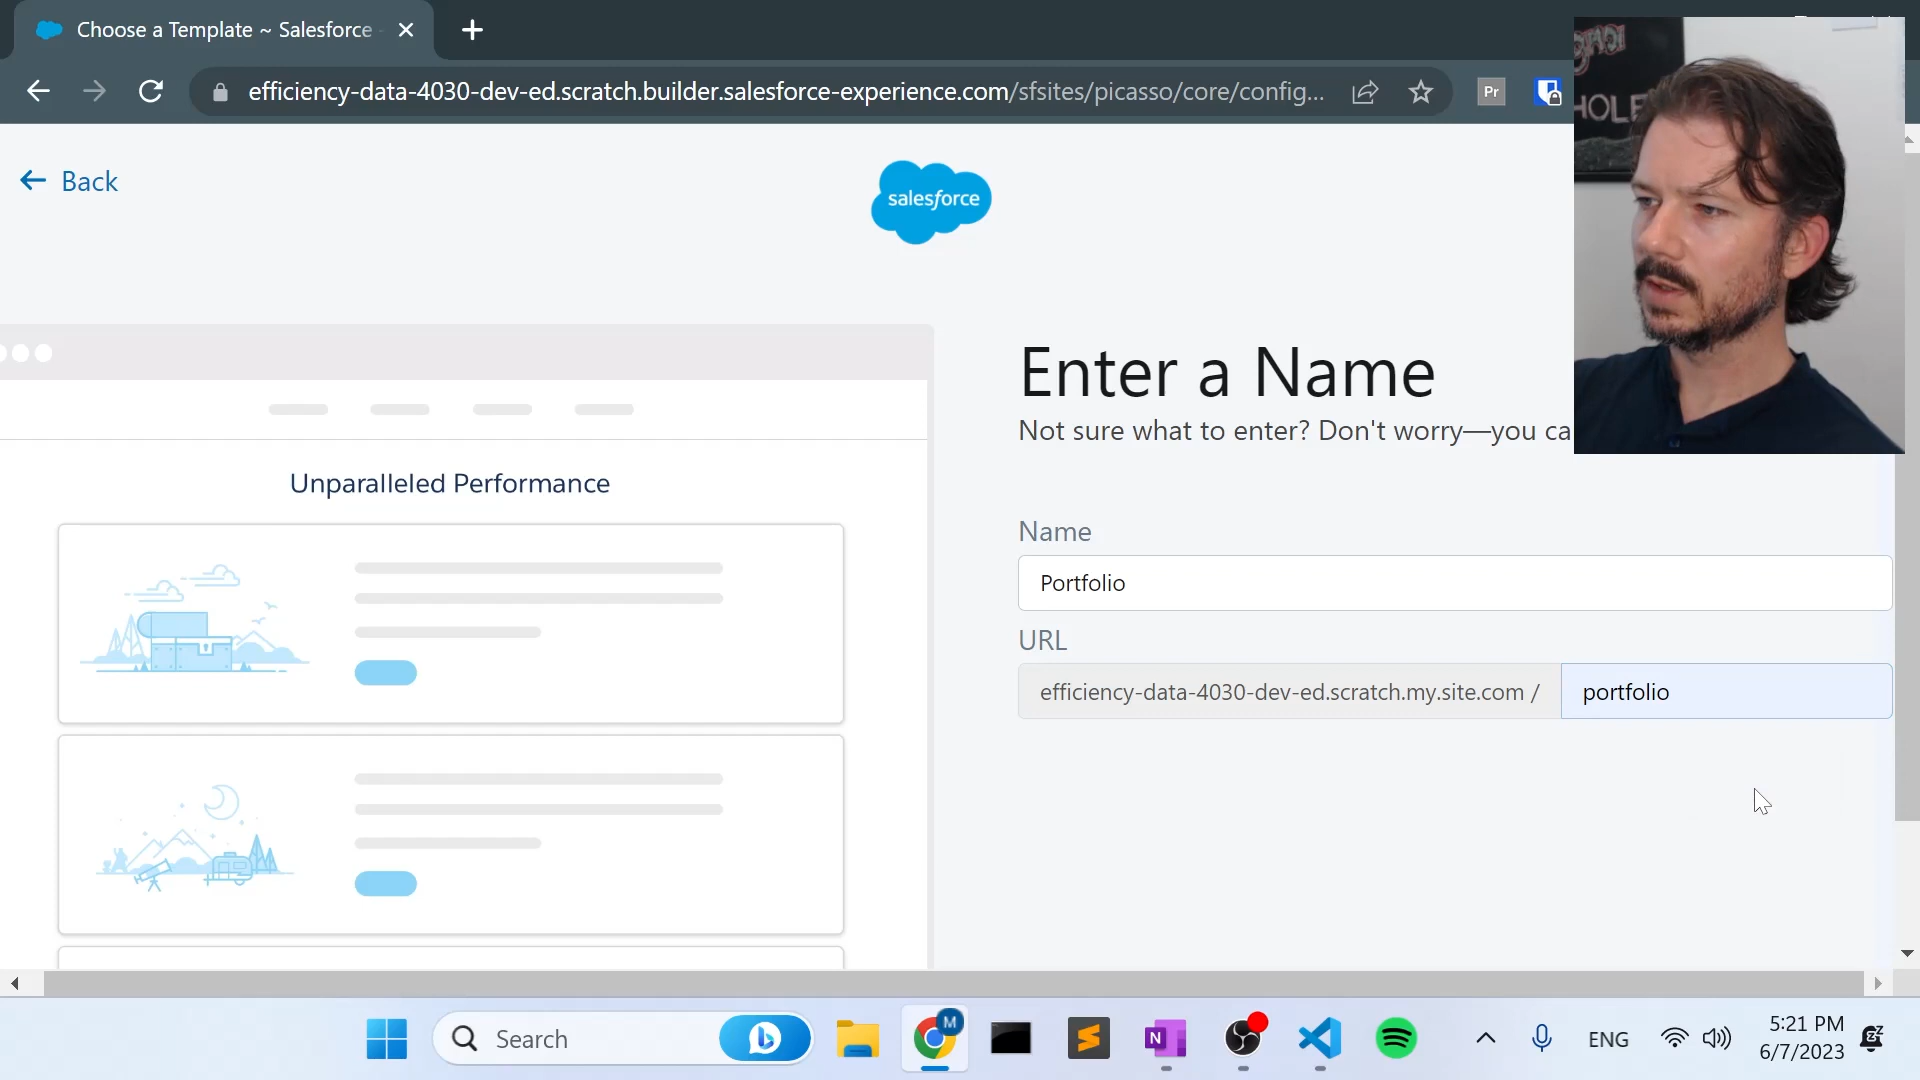 Choose a Template ~ Salesforce
efficiency-data-4030-dev-ed.scratch.builder.salesforce-experience.com/sfsites/picasso/core/config...
Pr
HOLE
Back
salesforce
Enter a Name
Not sure what to enter? Don't worry—you ca
Unparalleled Performance
Name
Portfolio
URL
efficiency-data-4030-dev-ed.scratch.my.site.com /
portfolio
Search
M
N
ENG
5:21 PM
6/7/2023